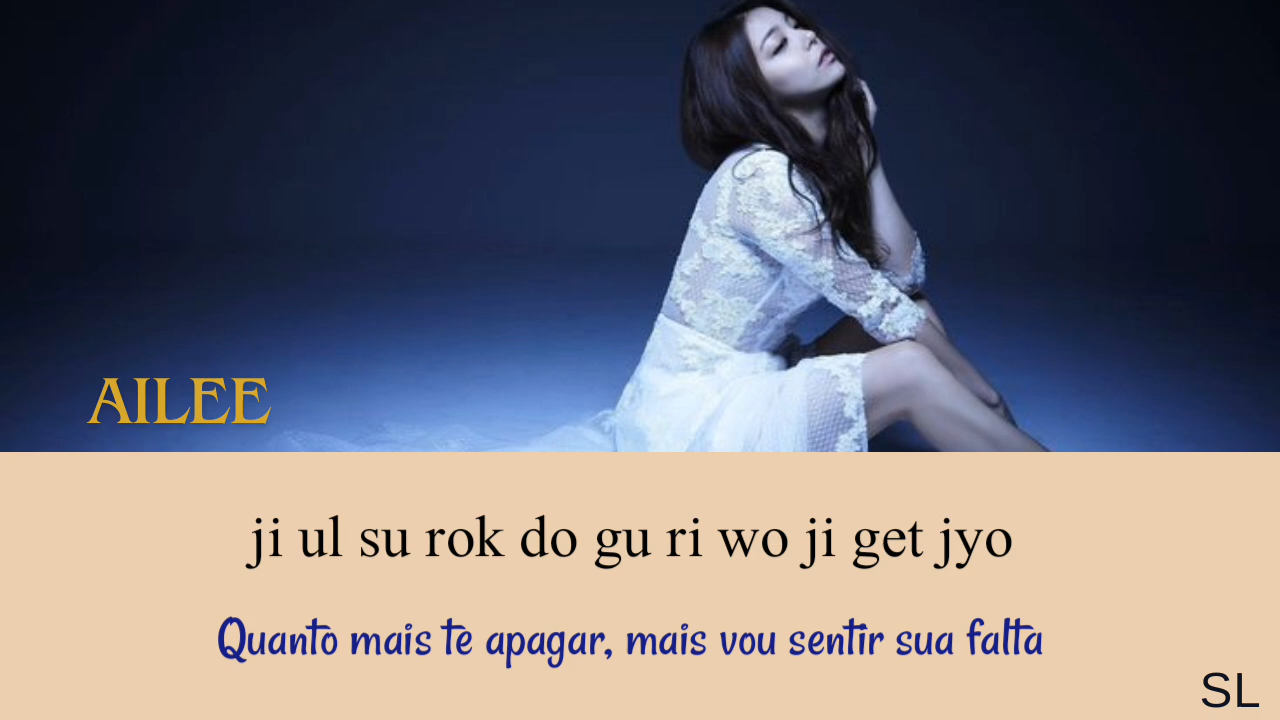 AILEE
ji ul su rok do gu ri wo ji get jyo
Quanto mais te apagar, mais vou sentir sua falta
SL